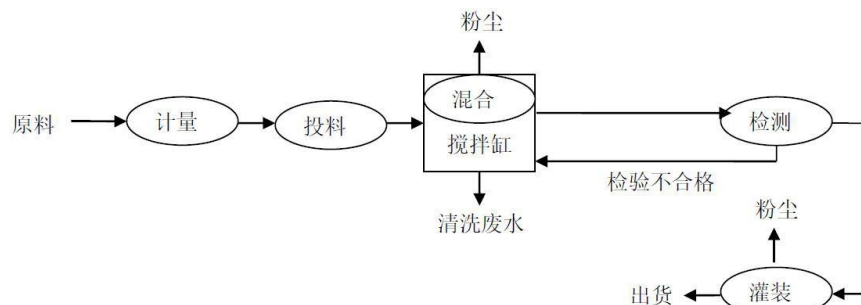 粉尘
原料
计量
投料
混合
搅拌缸
检测
检验不合格
清洗废水
粉尘
出货
灌装